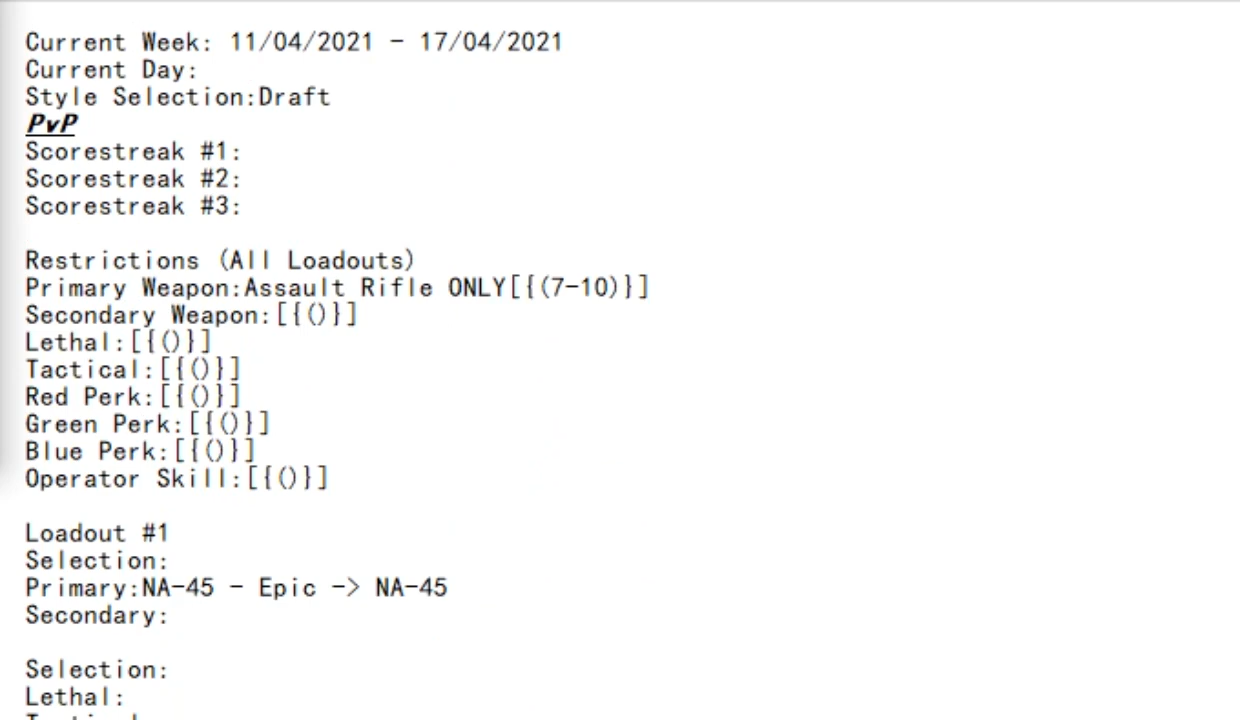 Current Week: 11/04/2021 - 17/04/2021
Current Day:
Style Selection:Draft
PvP
Scorestreak #1:
Scorestreak #2:
Scorestreak #3:
Restrictions (All Loadouts)
Primary Weapon:Assault Rifle ONLY[{(7-10)}]
Secondary Weapon:[{()}]
Lethal:[{()}]
Tactical:[{()}]
Red Perk:[{()}]
Green Perk:[{()}]
Blue Perk:[{()}]
Operator Skill:[{()}]
Loadout #1
Selection:
Primary:NA-45 - Epic -> NA-45
Secondary:
Selection:
Lethal: